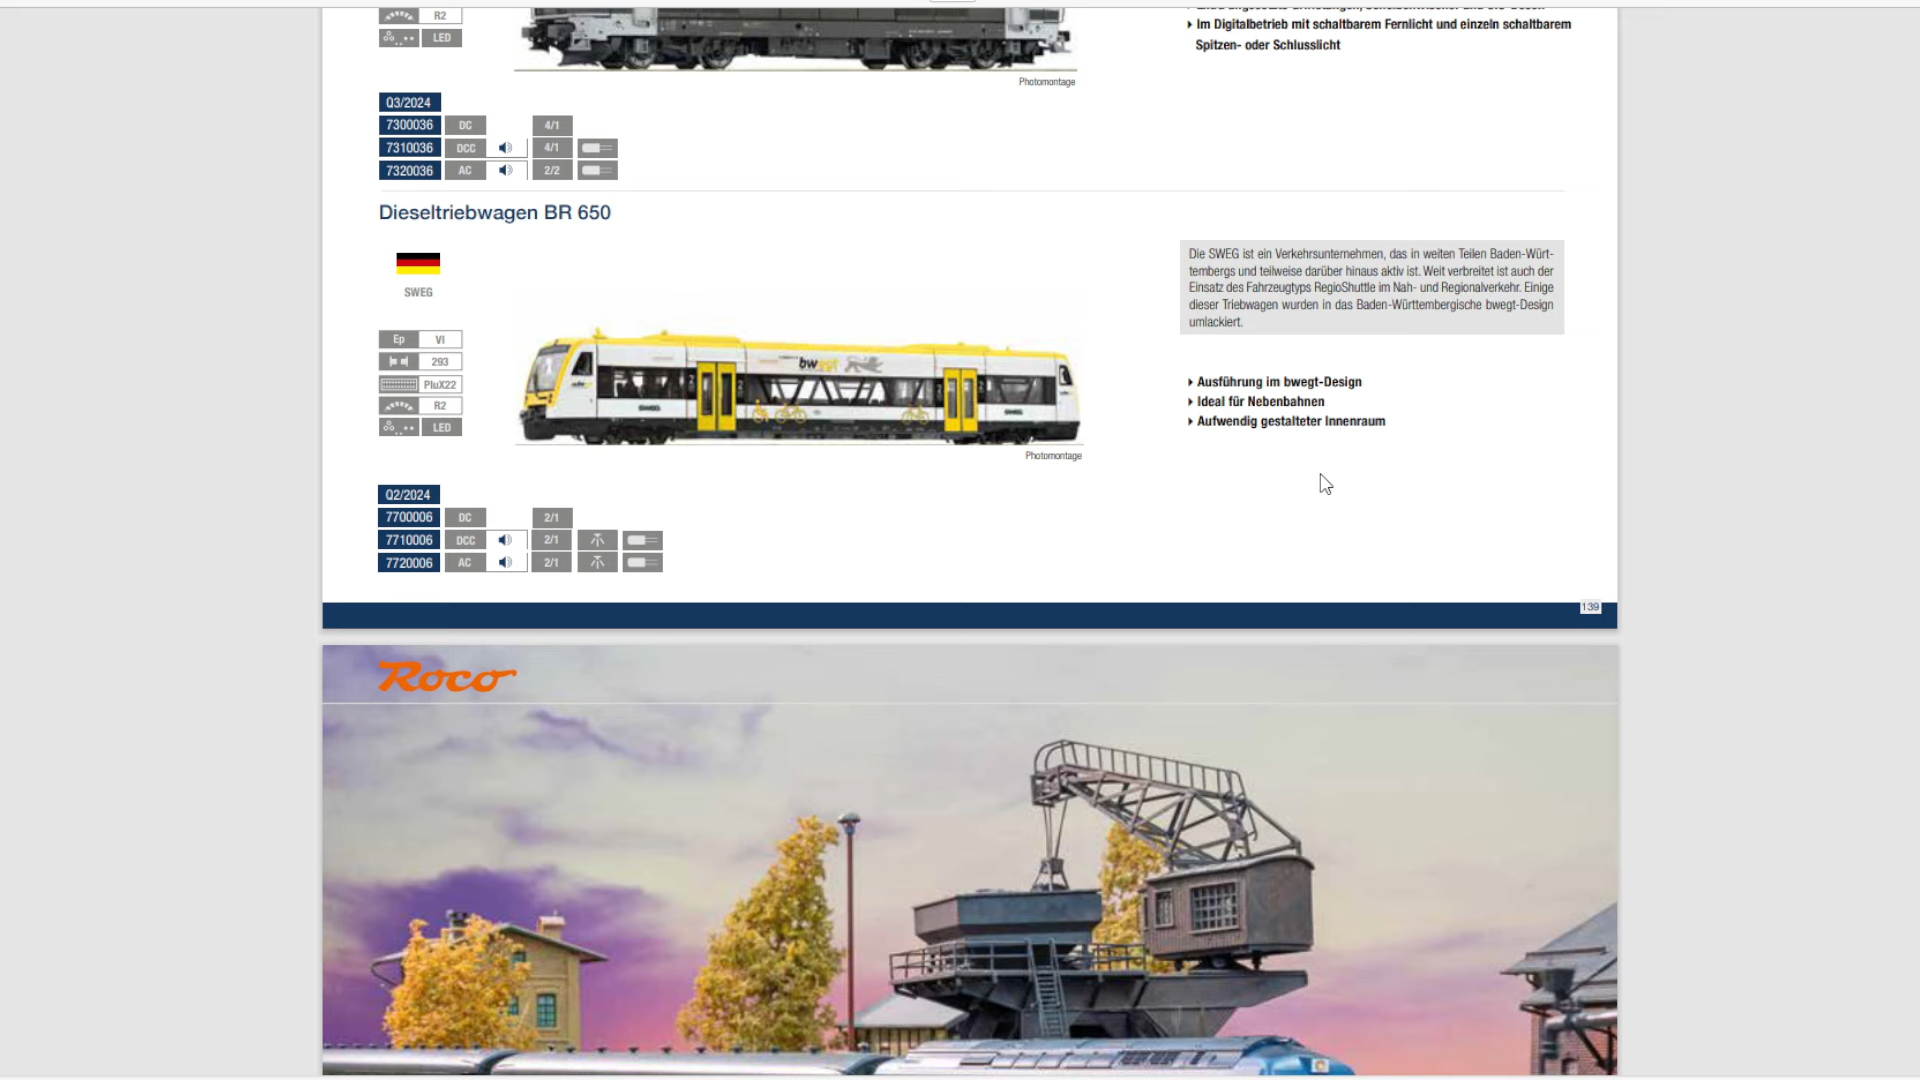 R2
LED
Im Digitalbetrieb mit schaltbarem Fernlicht und einzeln schaltbarem
Spitzen- oder Schlusslicht
Photomontage
Q3/2024
7300036 DC 4/1
7310036 DCC 4/1
7320036 AC 2/2
Dieseltriebwagen BR 650
SWEG
Ep VI
293
PluX22
R2
LED
bwegt
SWEG
SWEG
Photomontage
Die SWEG ist ein Verkehrsunternehmen, das in weiten Teilen Baden-Würt-
tembergs und teilweise darüber hinaus aktiv ist. Weit verbreitet ist auch der
Einsatz des Fahrzeugtyps RegioShuttle im Nah- und Regionalverkehr. Einige
dieser Triebwagen wurden in das Baden-Württembergische bwegt-Design
umlackiert.
Ausführung im bwegt-Design
Ideal für Nebenbahnen
Aufwendig gestalteter Innenraum
Q2/2024
7700006 DC 2/1
7710006 DCC 2/1
7720006 AC 2/1
139
Roco